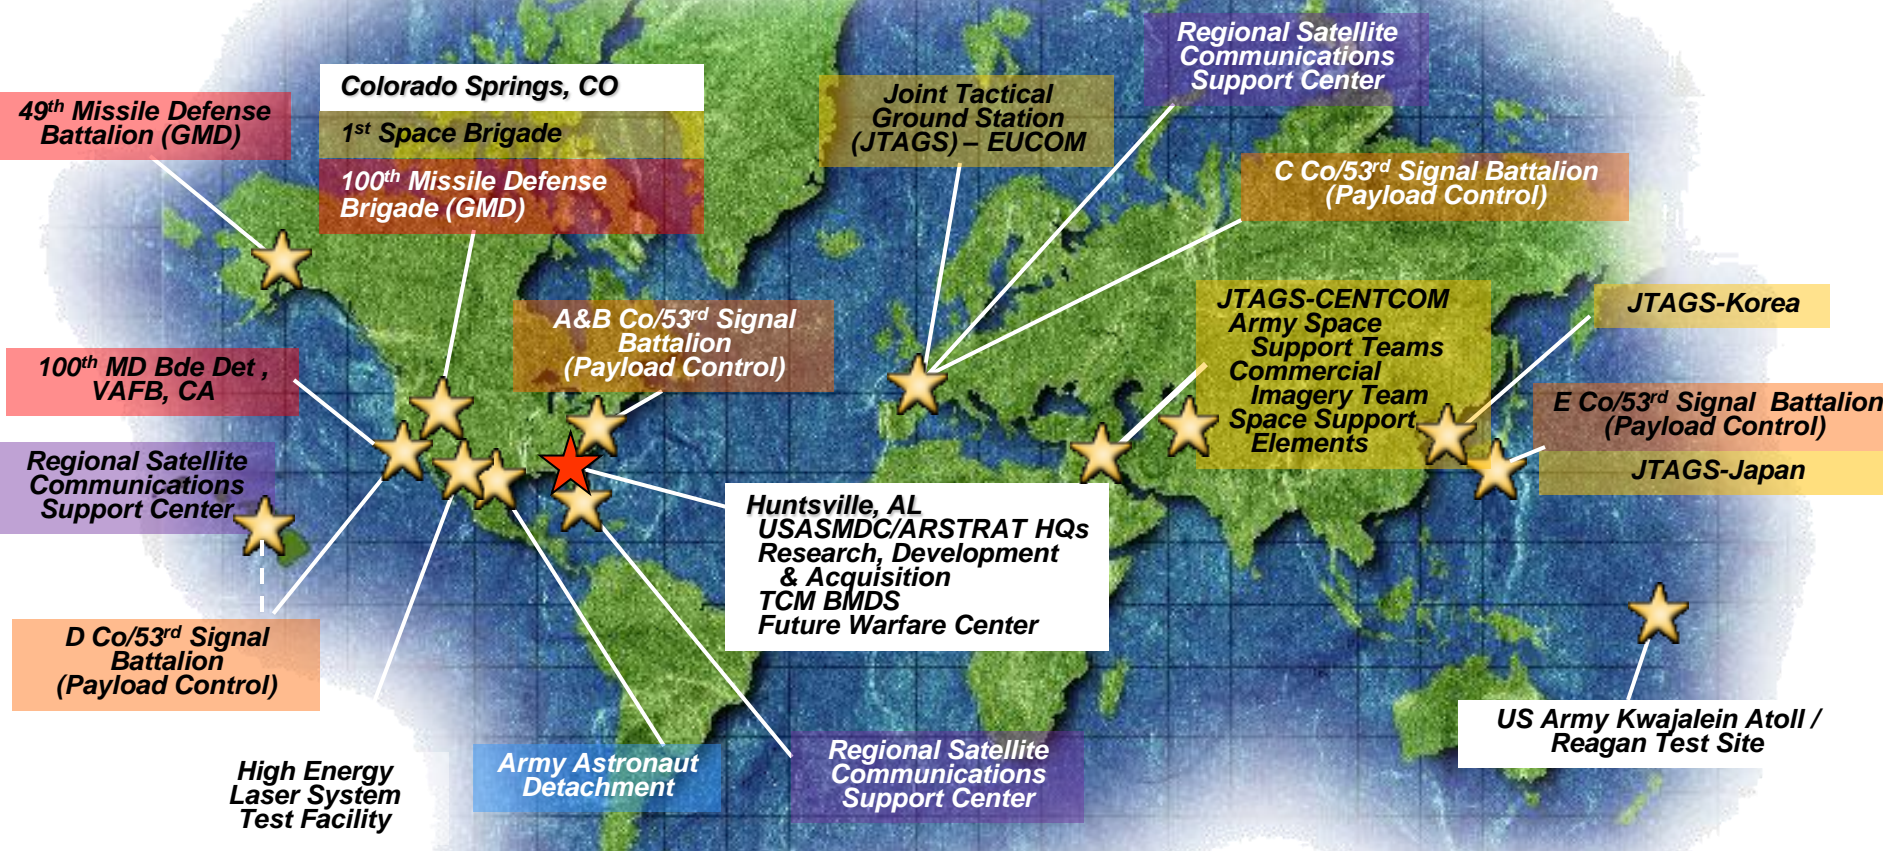 Regional Satellite
Communications
Support Center
Colorado Springs, CO
1st Space Brigade
100th Missile Defense
Brigade (GMD)
49th Missile Defense
Battalion (GMD)
Joint Tactical
Ground Station
(JTAGS) – EUCOM
C Co/53rd Signal Battalion
(Payload Control)
A&B Co/53rd Signal
Battalion
(Payload Control)
JTAGS-CENTCOM
Army Space
Support Teams
Commercial
Imagery Team
Space Support
Elements
JTAGS-Korea
100th MD Bde Det ,
VAFB, CA
E Co/53rd Signal Battalion
(Payload Control)
JTAGS-Japan
Regional Satellite
Communications
Support Center
Huntsville, AL
USASMDC/ARSTRAT HQs
Research, Development
& Acquisition
TCM BMDS
Future Warfare Center
D Co/53rd Signal
Battalion
(Payload Control)
US Army Kwajalein Atoll /
Reagan Test Site
High Energy
Laser System
Test Facility
Army Astronaut
Detachment
Regional Satellite
Communications
Support Center